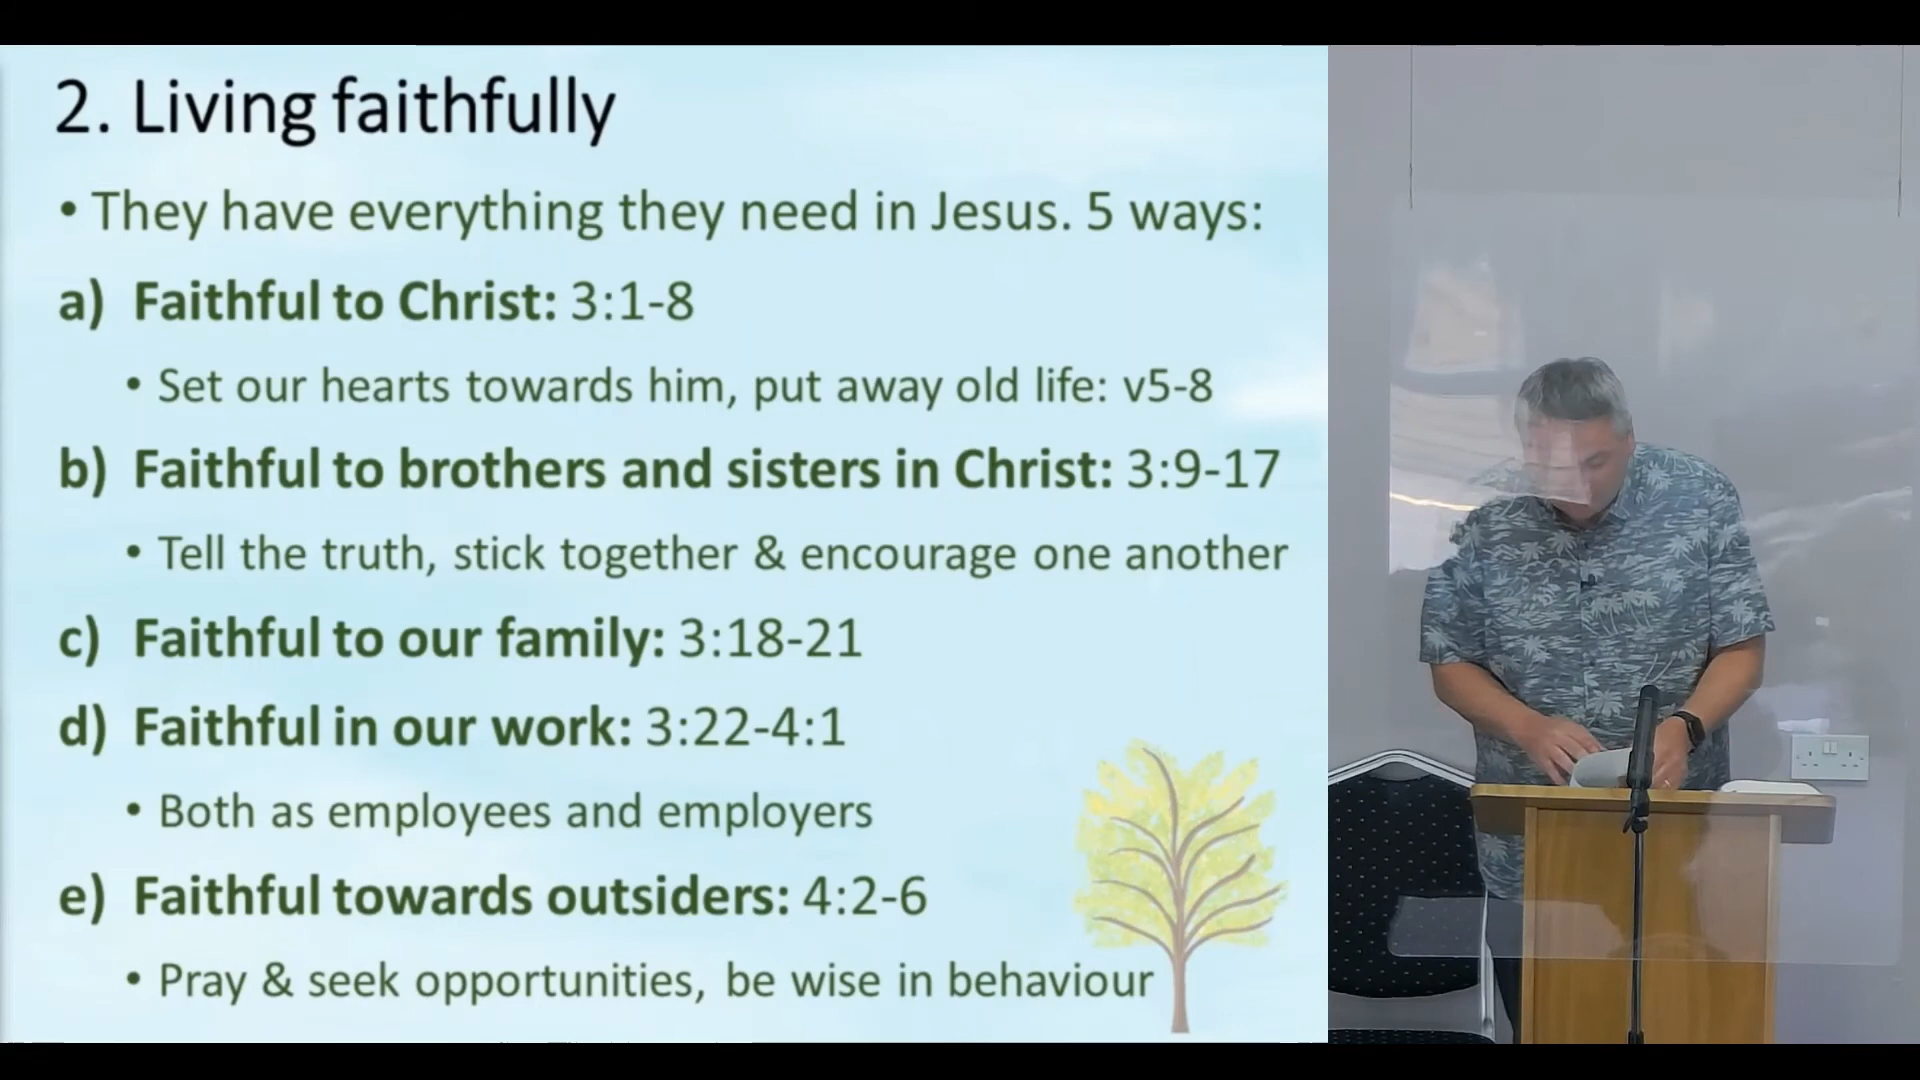 2. Living faithfully
• They have everything they need in Jesus. 5 ways:
a) Faithful to Christ: 3:1-8
• Set our hearts towards him, put away old life: v5-8
b) Faithful to brothers and sisters in Christ: 3:9-17
• Tell the truth, stick together & encourage one another
c) Faithful to our family: 3:18-21
d) Faithful in our work: 3:22-4:1
• Both as employees and employers
e) Faithful towards outsiders: 4:2-6
• Pray & seek opportunities, be wise in behaviour